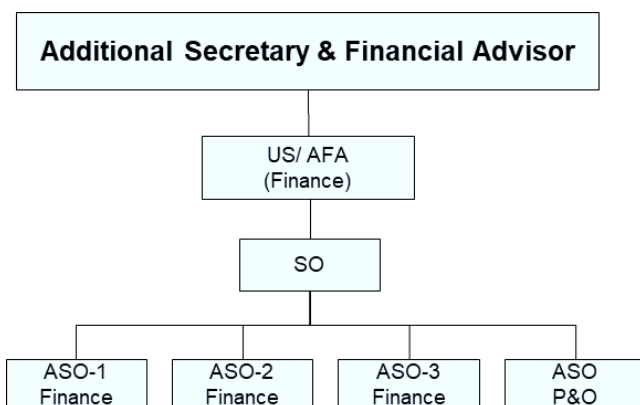 Additional Secretary & Financial Advisor
US/ AFA
(Finance)
SO
ASO-1
Finance
ASO-2
Finance
ASO-3
Finance
ASO
P&O